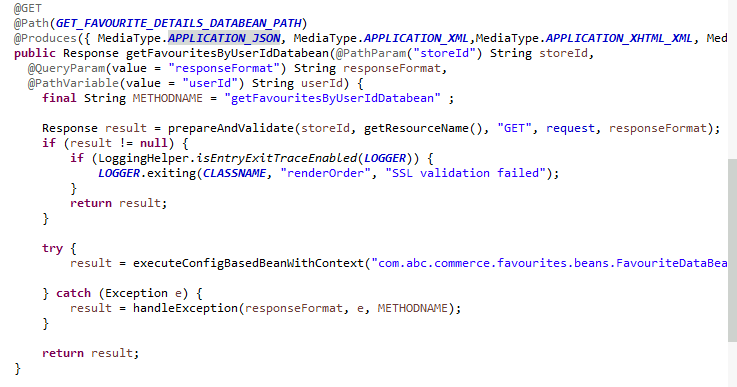 @GET
@Path(GET_FAVOURITE_DETAILS_DATABEAN_PATH)
@Produces({ MediaType.APPLICATION_JSON, MediaType.APPLICATION_XML,MediaType.APPLICATION_XHTML_XML, Med
public Response getFavouritesByUserIdDatabean(@PathParam("storeId") String storeId,
@QueryParam(value = "responseFormat") String responseFormat,
@PathVariable(value = "userId") String userId) {
final String METHODNAME = "getFavouritesByUserIdDatabean" ;
Response result = prepareAndValidate(storeId, getResourceName(), "GET", request, responseFormat);
if (result != null) {
if (LoggingHelper.isEntryExitTraceEnabled(LOGGER)) {
LOGGER.exiting(CLASSNAME, "renderOrder", "SSL validation failed");
}
return result;
}
try {
result = executeConfigBasedBeanWithContext("com.abc.commerce.favourites.beans.FavouriteDataBea
} catch (Exception e) {
result = handleException(responseFormat, e, METHODNAME);
}
return result;
}